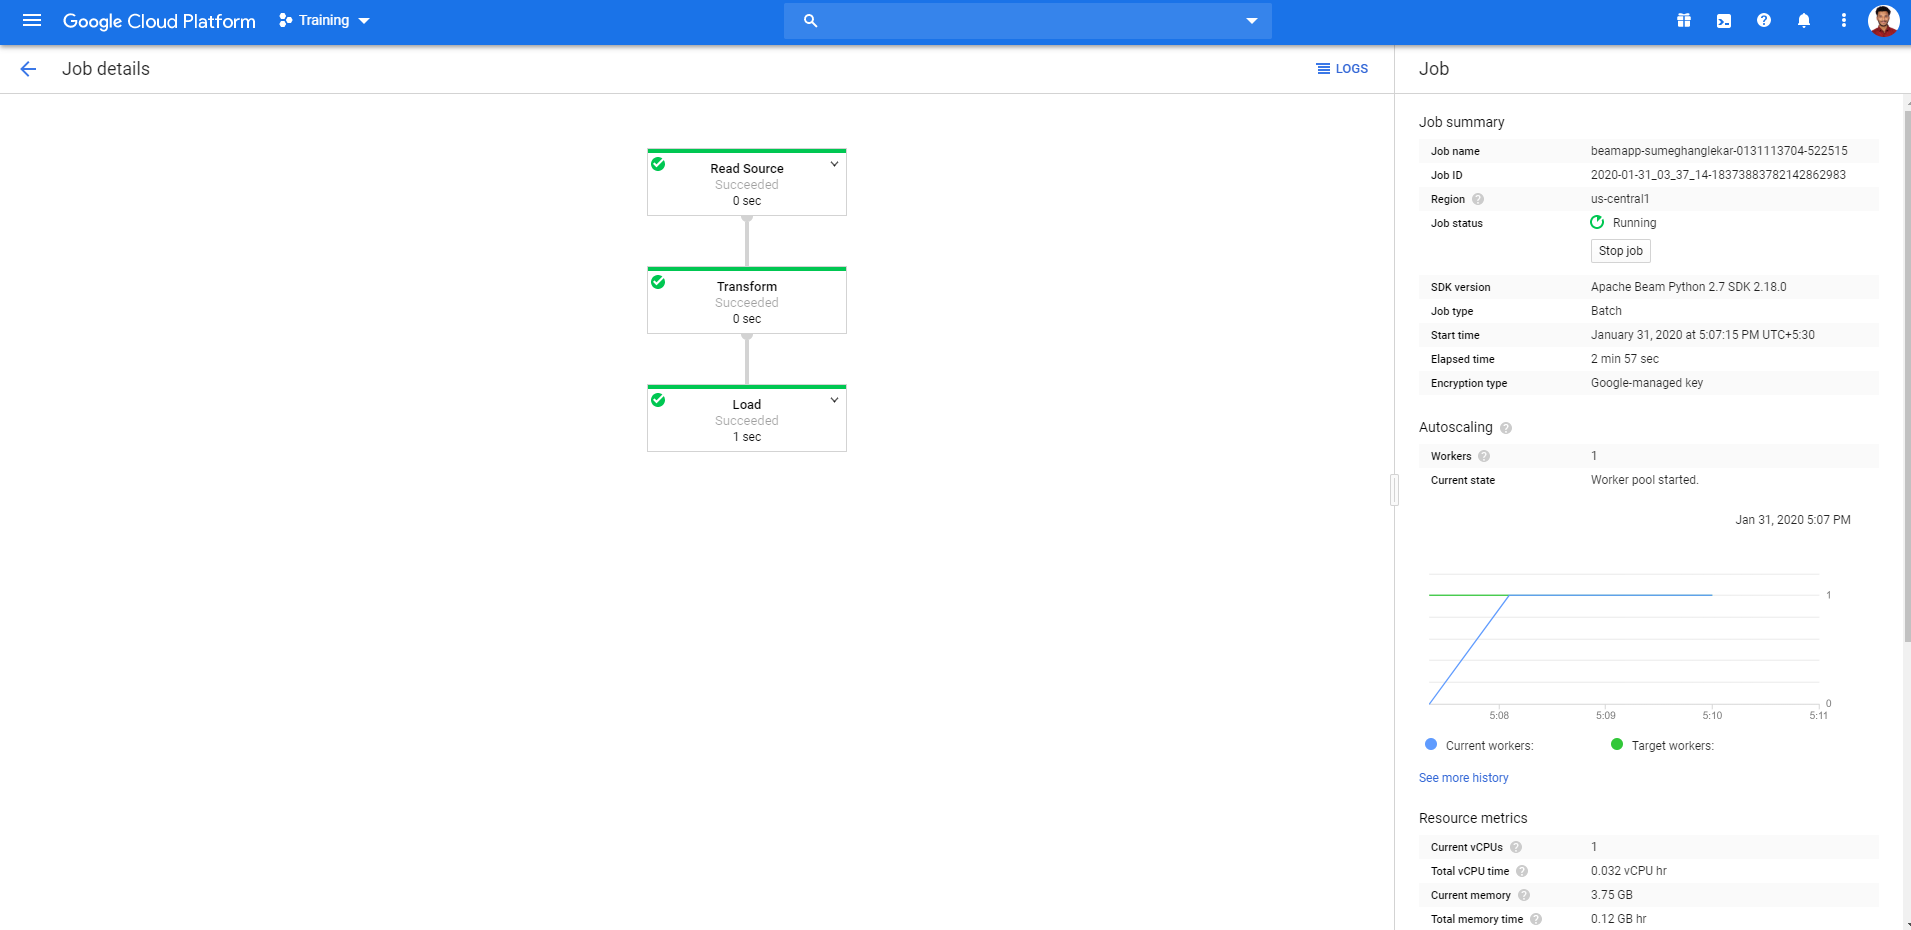 Google Cloud Platform
Training
Job details
LOGS
Read Source
Succeeded
0 sec
Transform
Succeeded
0 sec
Load
Succeeded
1 sec
Job
Job summary
Job name beamapp-sumeghanglekar-0131113704-522515
Job ID 2020-01-31_03_37_14-18373883782142862983
Region us-central1
Job status Running
Stop job
SDK version Apache Beam Python 2.7 SDK 2.18.0
Job type Batch
Start time January 31, 2020 at 5:07:15 PM UTC+5:30
Elapsed time 2 min 57 sec
Encryption type Google-managed key
Autoscaling
Workers 1
Current state Worker pool started.
Jan 31, 2020 5:07 PM
1
0
5:08 5:09 5:10 5:11
Current workers: Target workers:
See more history
Resource metrics
Current vCPUs 1
Total vCPU time 0.032 vCPU hr
Current memory 3.75 GB
Total memory time 0.12 GB hr